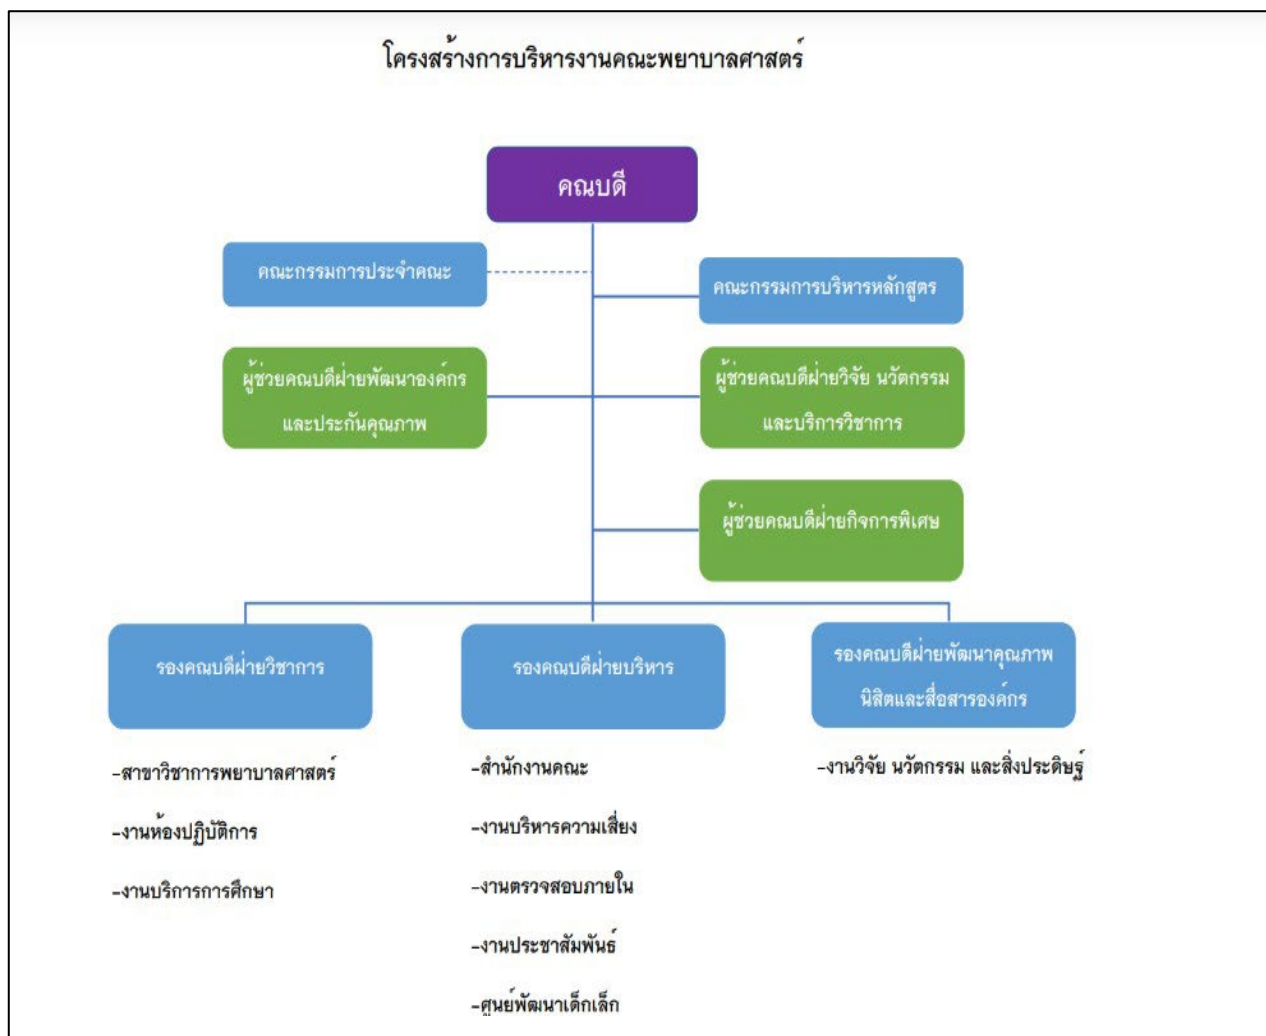 โครงสร้างการบริหารงานคณะพยาบาลศาสตร์
คณบดี
คณะกรรมการประจำคณะ
คณะกรรมการบริหารหลักสูตร
ผู้ช่วยคณบดีฝ่ายพัฒนาองค์กร
และประกันคุณภาพ
ผู้ช่วยคณบดีฝ่ายวิจัย นวัตกรรม
และบริการวิชาการ
ผู้ช่วยคณบดีฝ่ายกิจการพิเศษ
รองคณบดีฝ่ายวิชาการ
-สาขาวิชาการพยาบาลศาสตร์
-งานห้องปฏิบัติการ
-งานบริการการศึกษา
รองคณบดีฝ่ายบริหาร
-สำนักงานคณะ
-งานบริหารความเสี่ยง
-งานตรวจสอบภายใน
-งานประชาสัมพันธ์
-ศูนย์พัฒนาเด็กเล็ก
รองคณบดีฝ่ายพัฒนาคุณภาพ
นิสิตและสื่อสารองค์กร
-งานวิจัย นวัตกรรม และสิ่งประดิษฐ์